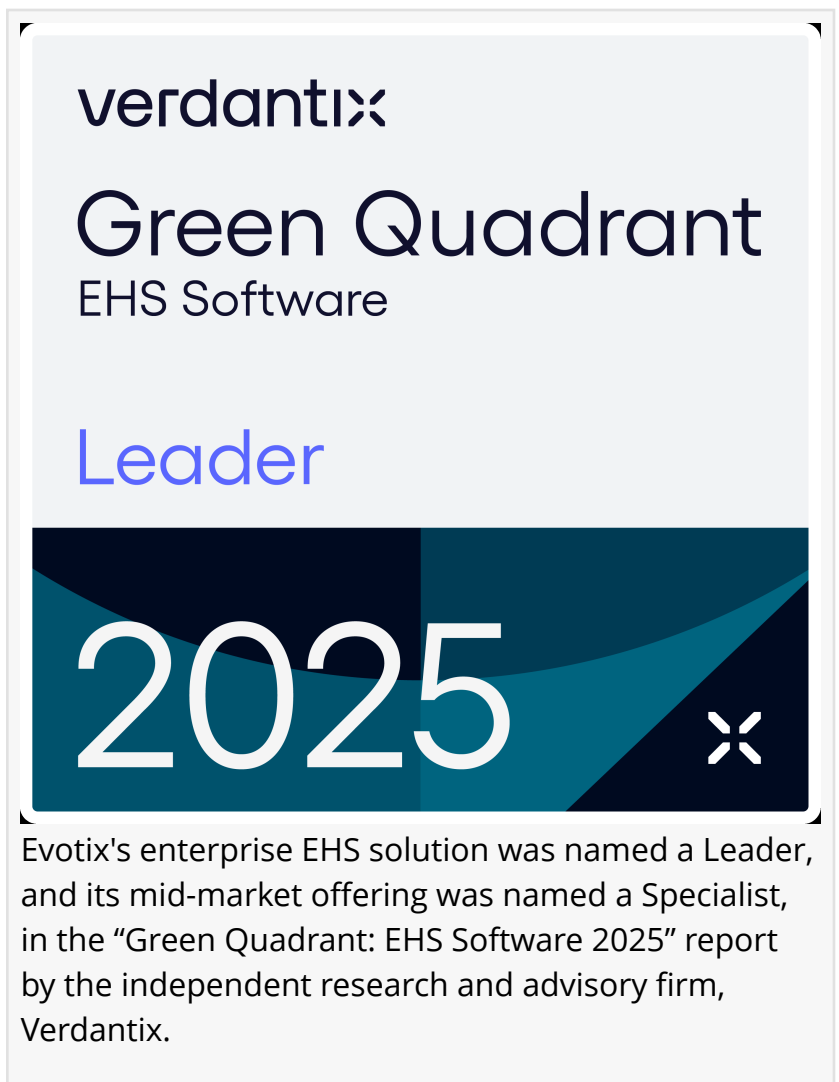 verdantix
Green Quadrant
EHS Software
Leader
2025
Evotix's enterprise EHS solution was named a Leader,
and its mid-market offering was named a Specialist,
in the “Green Quadrant: EHS Software 2025” report
by the independent research and advisory firm,
Verdantix.